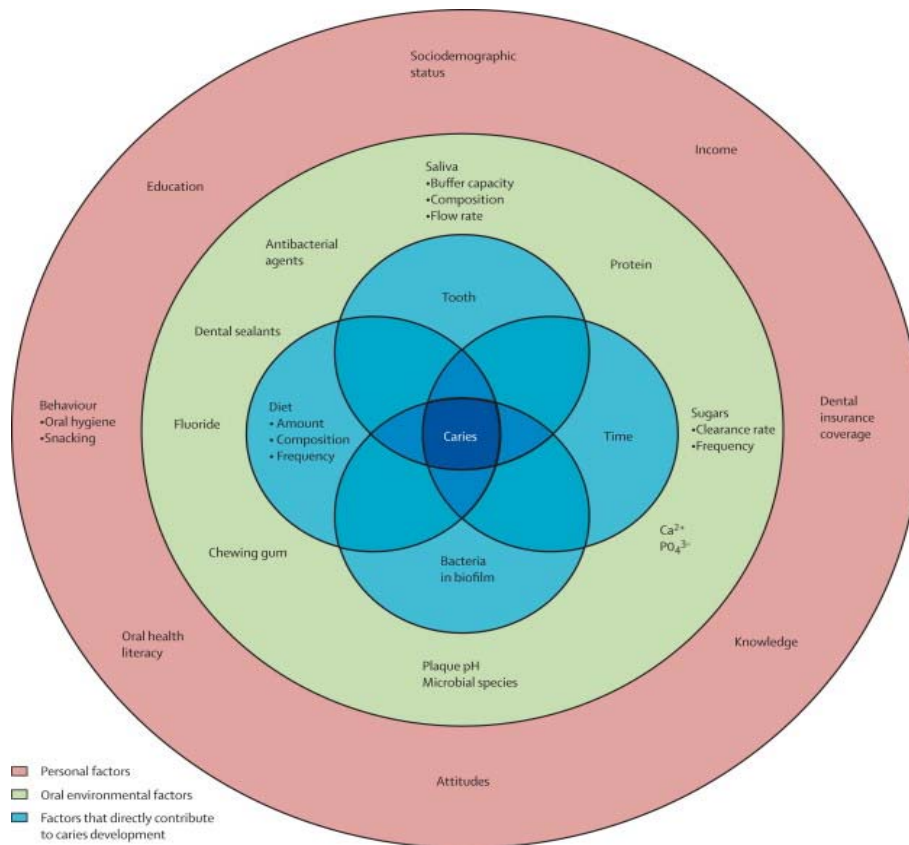 Sociodemographic
status
Income
Education
Saliva
•Buffer capacity
•Composition
•Flow rate
Antibacterial
agents
Protein
Tooth
Dental sealants
Behaviour
•Oral hygiene
•Snacking
Fluoride
Diet
• Amount
• Composition
• Frequency
Caries
Time
Sugars
•Clearance rate
•Frequency
Dental
insurance
coverage
Chewing gum
Bacteria
in biofilm
Ca²⁺
PO₄³⁻
Oral health
literacy
Knowledge
Plaque pH
Microbial species
Attitudes
Personal factors
Oral environmental factors
Factors that directly contribute
to caries development